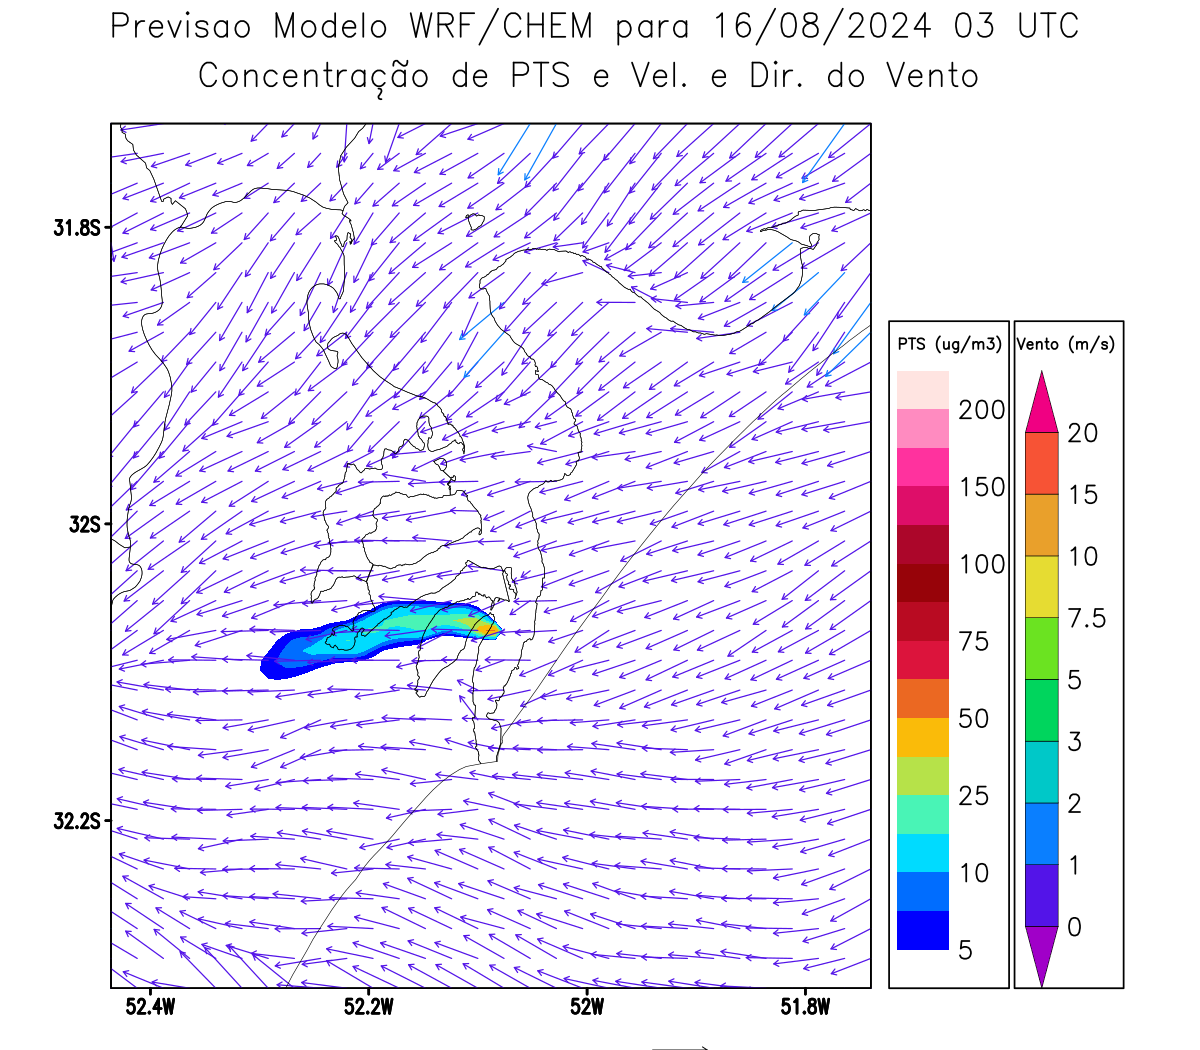 Previsao Modelo WRF/CHEM para 16/08/2024 03 UTC
Concentração de PTS e Vel. e Dir. do Vento
31.8S
32S
32.2S
52.4W
52.2W
52W
51.8W
PTS (ug/m3)
200
150
100
75
50
25
10
5
Vento (m/s)
20
15
10
7.5
5
3
2
1
0